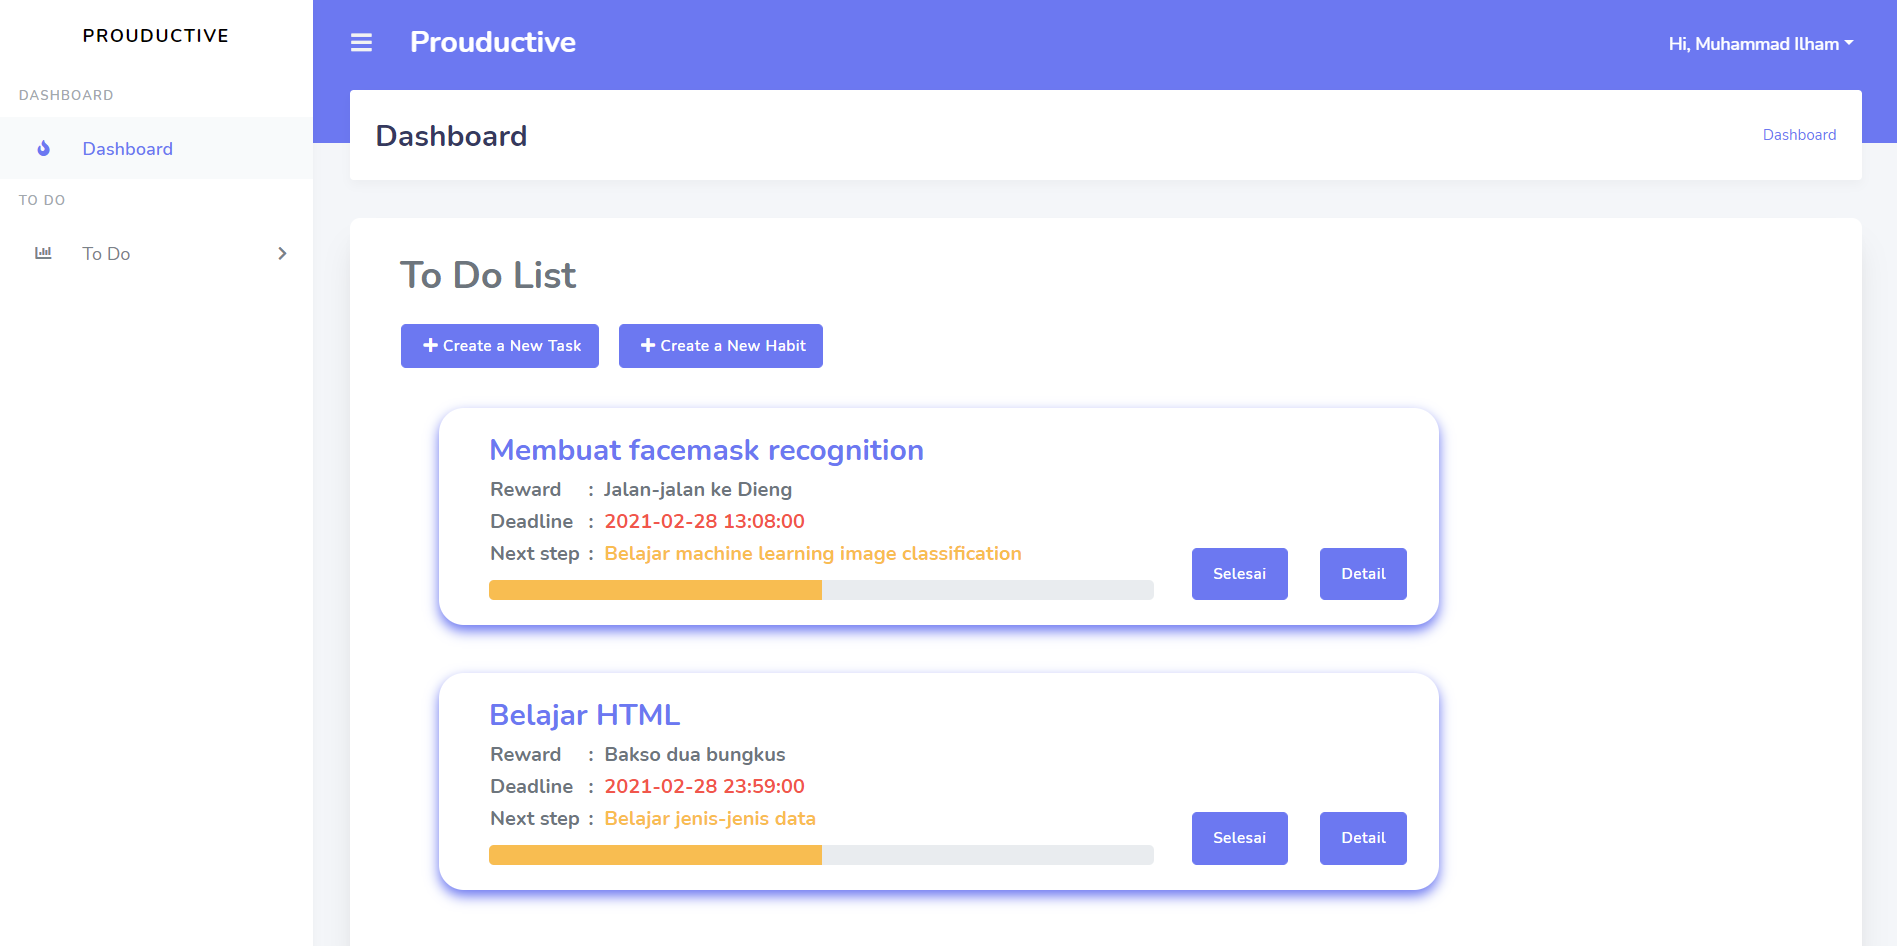 PROUDUCTIVE
DASHBOARD
Dashboard
TO DO
To Do
Prouductive
Hi, Muhammad Ilham
Dashboard
Dashboard
To Do List
Create a New Task
Create a New Habit
Membuat facemask recognition
Reward : Jalan-jalan ke Dieng
Deadline : 2021-02-28 13:08:00
Next step : Belajar machine learning image classification
Selesai
Detail
Belajar HTML
Reward : Bakso dua bungkus
Deadline : 2021-02-28 23:59:00
Next step : Belajar jenis-jenis data
Selesai
Detail